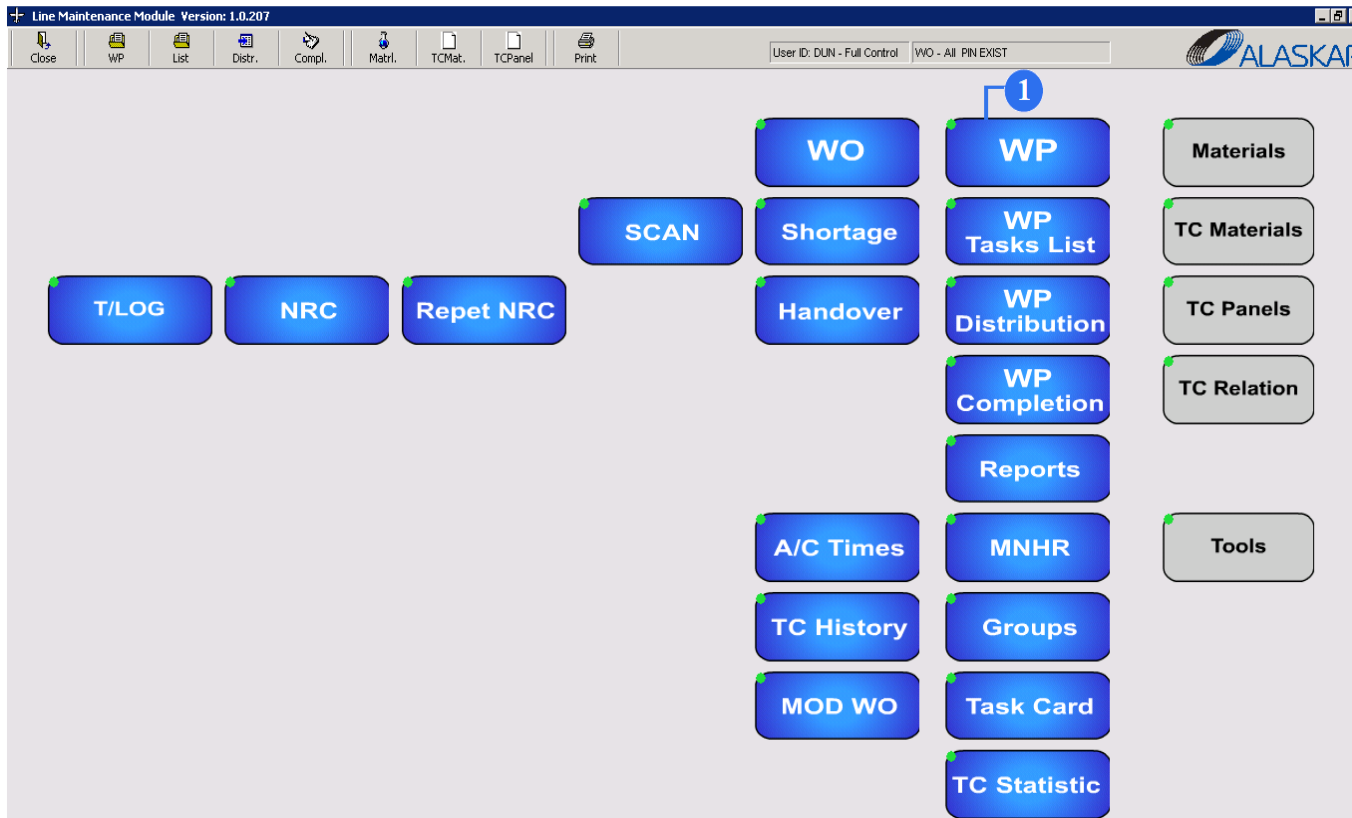 Line Maintenance Module Version: 1.0.207
Close WP List Distr. Compl. Matrl. TCMat. TCPanel Print
User ID: DUN - Full Control WO - All PIN EXIST
ALASKAR
1
WO WP Materials
SCAN Shortage WP
Tasks List TC Materials
T/LOG NRC Repet NRC Handover WP
Distribution TC Panels
WP
Completion TC Relation
Reports
A/C Times MNHR Tools
TC History Groups
MOD WO Task Card
TC Statistic